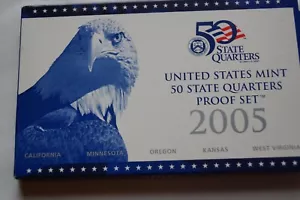 50
STATE
QUARTERS
UNITED STATES MINT
50 STATE QUARTERS
PROOF SET™
2005
CALIFORNIA MINNESOTA OREGON KANSAS WEST VIRGINIA